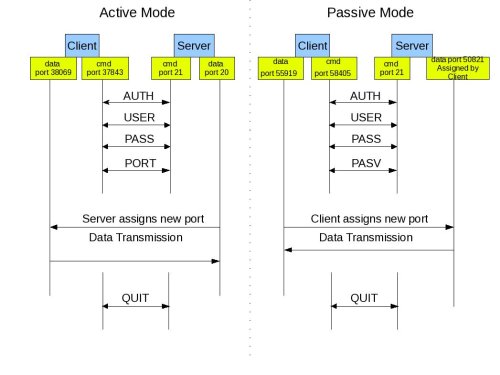 Active Mode
Client
Server
data
port 38069
cmd
port 37843
cmd
port 21
data
port 20
AUTH
USER
PASS
PORT
Server assigns new port
Data Transmission
QUIT
Passive Mode
Client
Server
data
port 55919
cmd
port 58405
cmd
port 21
data port 50821
Assigned by
Client
AUTH
USER
PASS
PASV
Client assigns new port
Data Transmission
QUIT